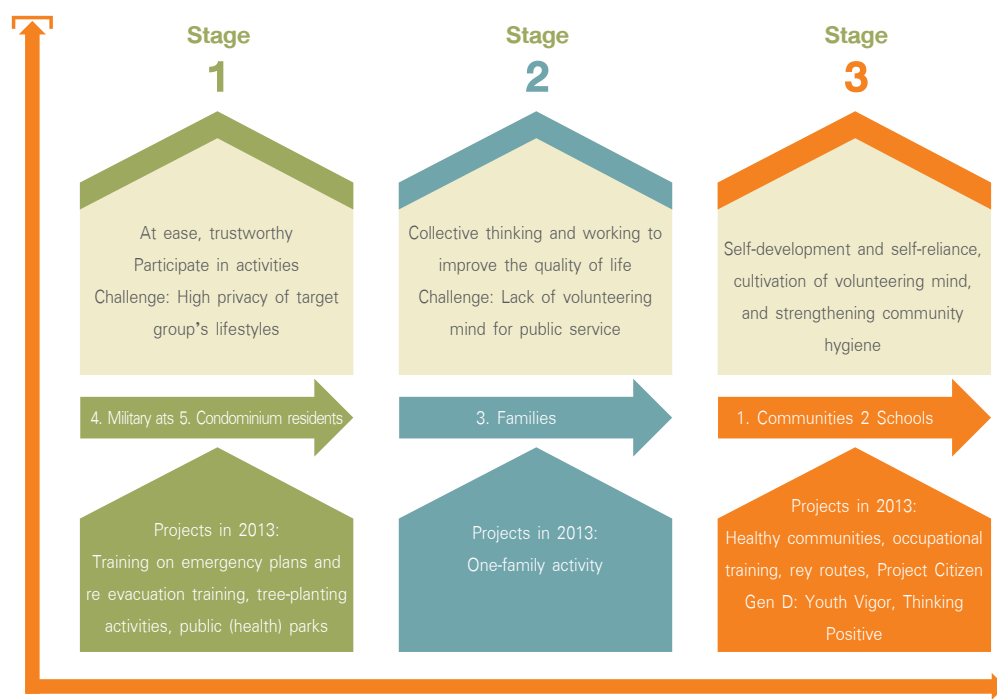 Stage
1
At ease, trustworthy
Participate in activities
Challenge: High privacy of target
group's lifestyles
4. Military ats 5. Condominium residents
Projects in 2013:
Training on emergency plans and
re evacuation training, tree-planting
activities, public (health) parks
Stage
2
Collective thinking and working to
improve the quality of life
Challenge: Lack of volunteering
mind for public service
3. Families
Projects in 2013:
One-family activity
Stage
3
Self-development and self-reliance,
cultivation of volunteering mind,
and strengthening community
hygiene
1. Communities 2 Schools
Projects in 2013:
Healthy communities, occupational
training, rey routes, Project Citizen
Gen D: Youth Vigor, Thinking
Positive